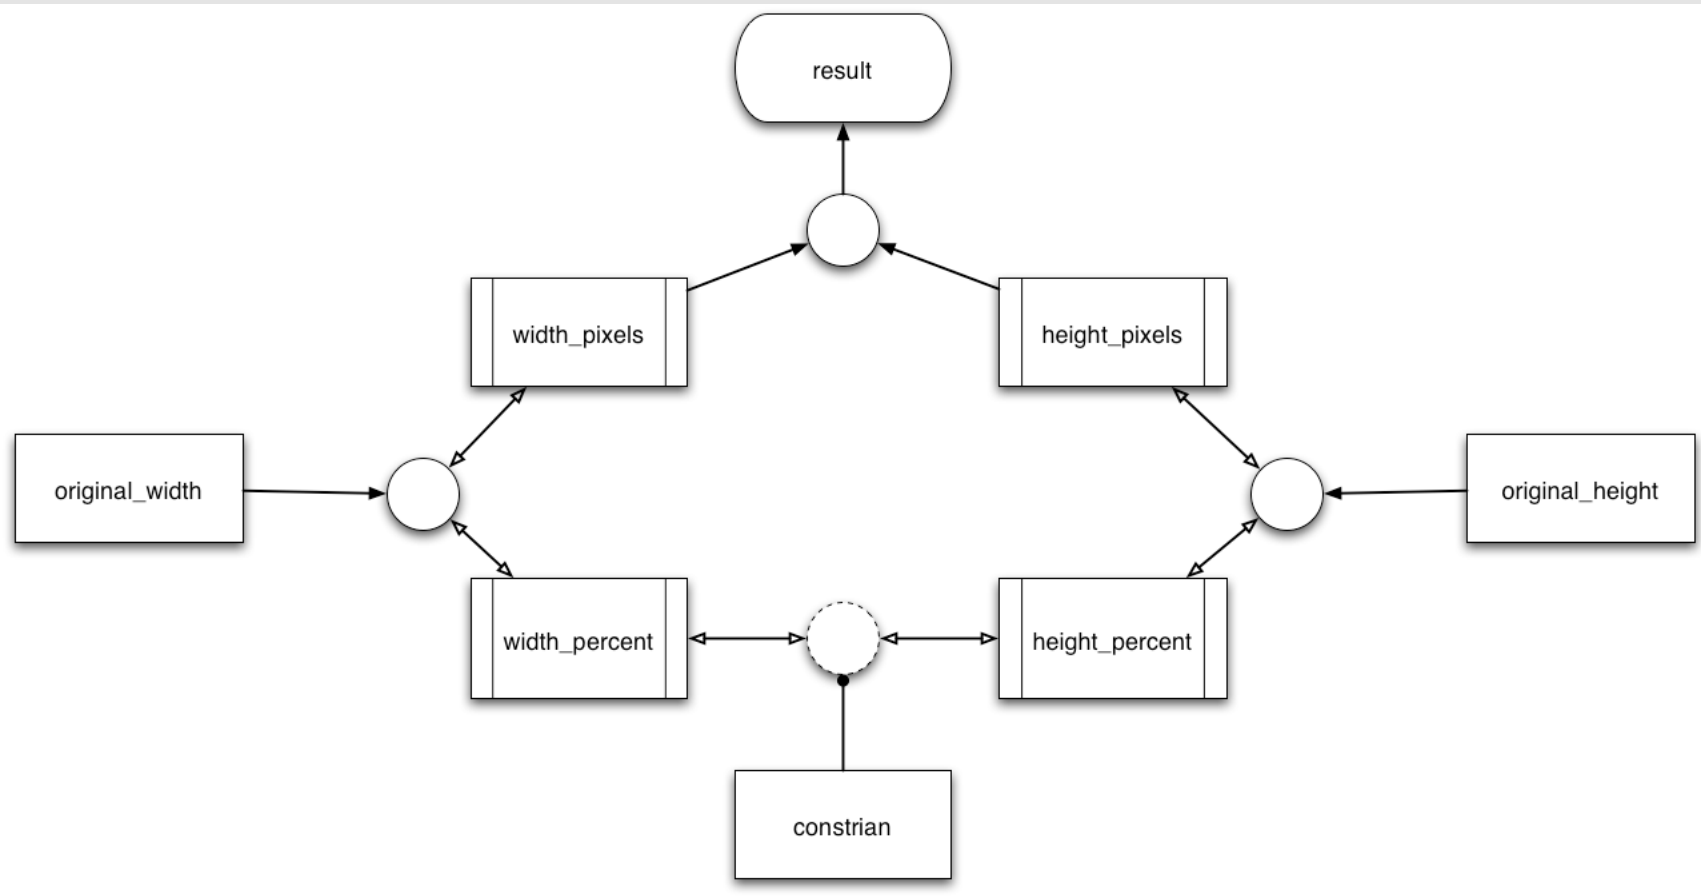 result
width_pixels
height_pixels
original_width
original_height
width_percent
height_percent
constrian